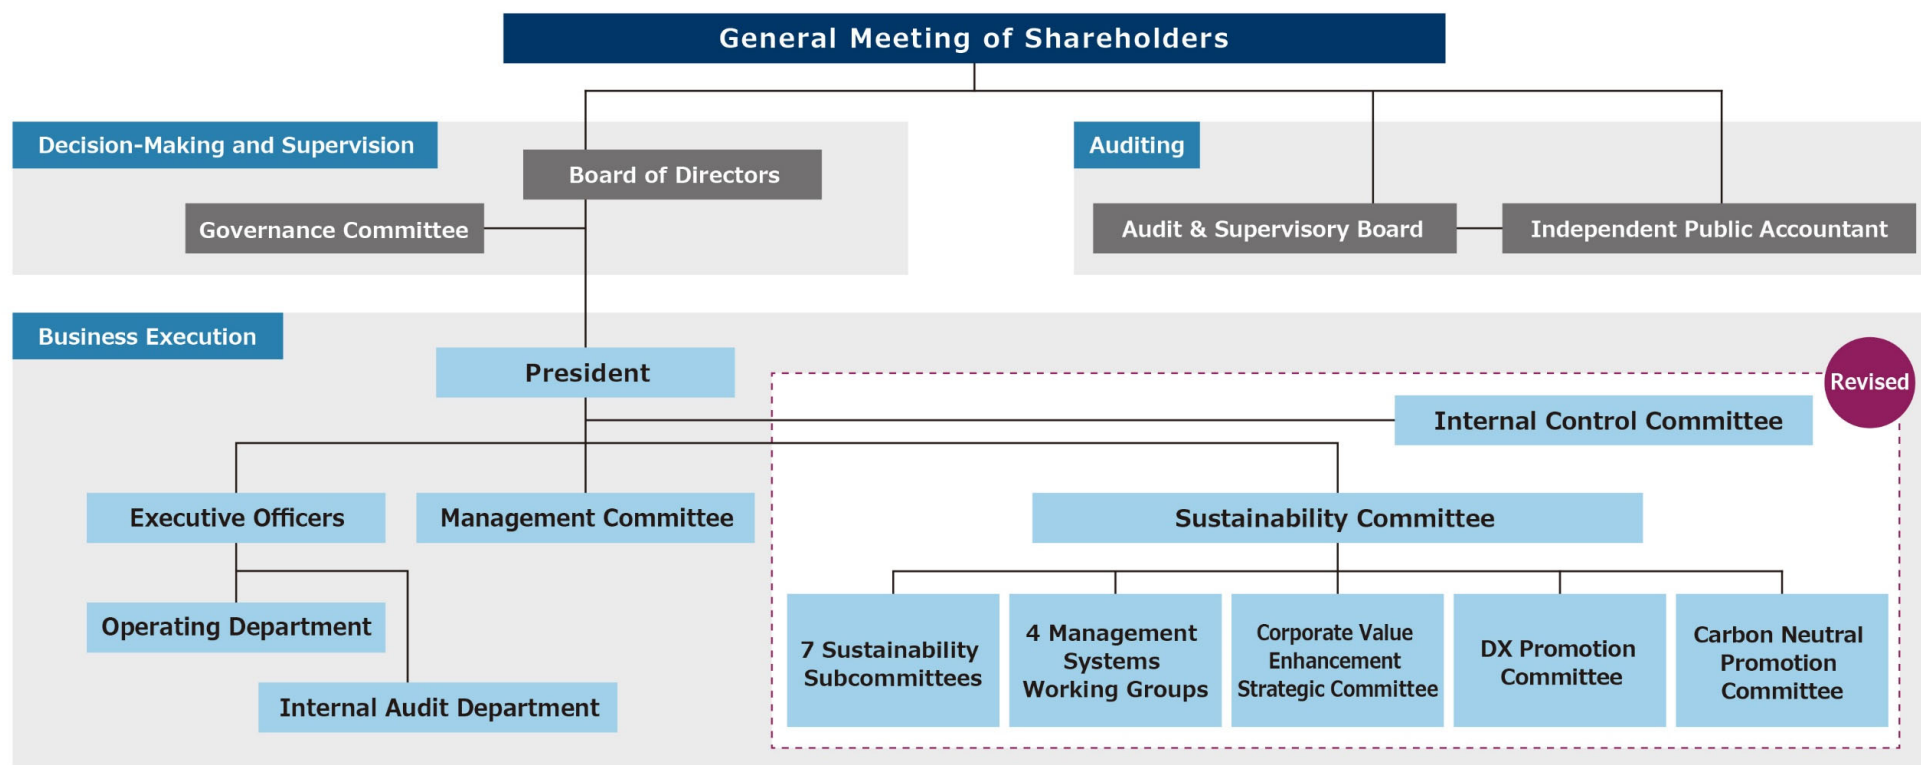 General Meeting of Shareholders
Decision-Making and Supervision
Board of Directors
Governance Committee
Auditing
Audit & Supervisory Board
Independent Public Accountant
Business Execution
President
Revised
Internal Control Committee
Executive Officers
Management Committee
Sustainability Committee
Operating Department
Internal Audit Department
7 Sustainability
Subcommittees
4 Management
Systems
Working Groups
Corporate Value
Enhancement
Strategic Committee
DX Promotion
Committee
Carbon Neutral
Promotion
Committee